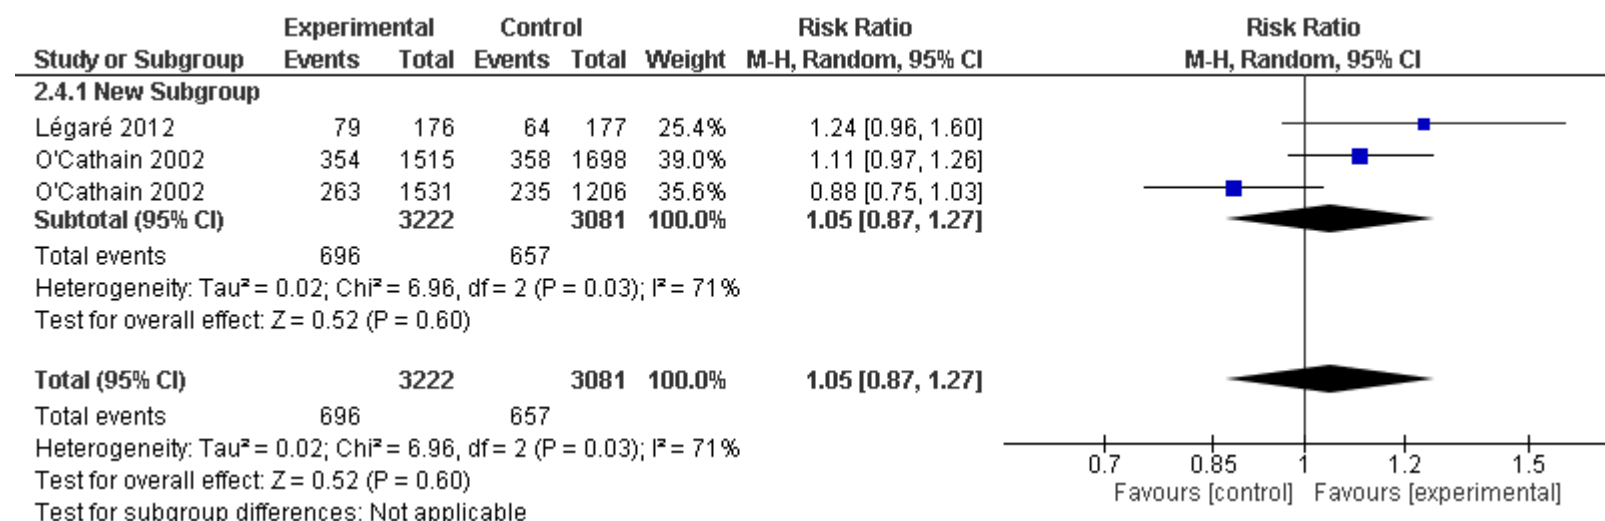 Experimental Control Risk Ratio Risk Ratio
Study or Subgroup Events Total Events Total Weight M-H, Random, 95% CI M-H, Random, 95% CI
2.4.1 New Subgroup
Légaré 2012 79 176 64 177 25.4% 1.24 [0.96, 1.60]
O'Cathain 2002 354 1515 358 1698 39.0% 1.11 [0.97, 1.26]
O'Cathain 2002 263 1531 235 1206 35.6% 0.88 [0.75, 1.03]
Subtotal (95% CI) 3222 3081 100.0% 1.05 [0.87, 1.27]
Total events 696 657
Heterogeneity: Tau² = 0.02; Chi² = 6.96, df = 2 (P = 0.03); I² = 71%
Test for overall effect: Z = 0.52 (P = 0.60)
Total (95% CI) 3222 3081 100.0% 1.05 [0.87, 1.27]
Total events 696 657
Heterogeneity: Tau² = 0.02; Chi² = 6.96, df = 2 (P = 0.03); I² = 71%
Test for overall effect: Z = 0.52 (P = 0.60)
Test for subgroup differences: Not applicable
0.7 0.85 1 1.2 1.5
Favours [control] Favours [experimental]